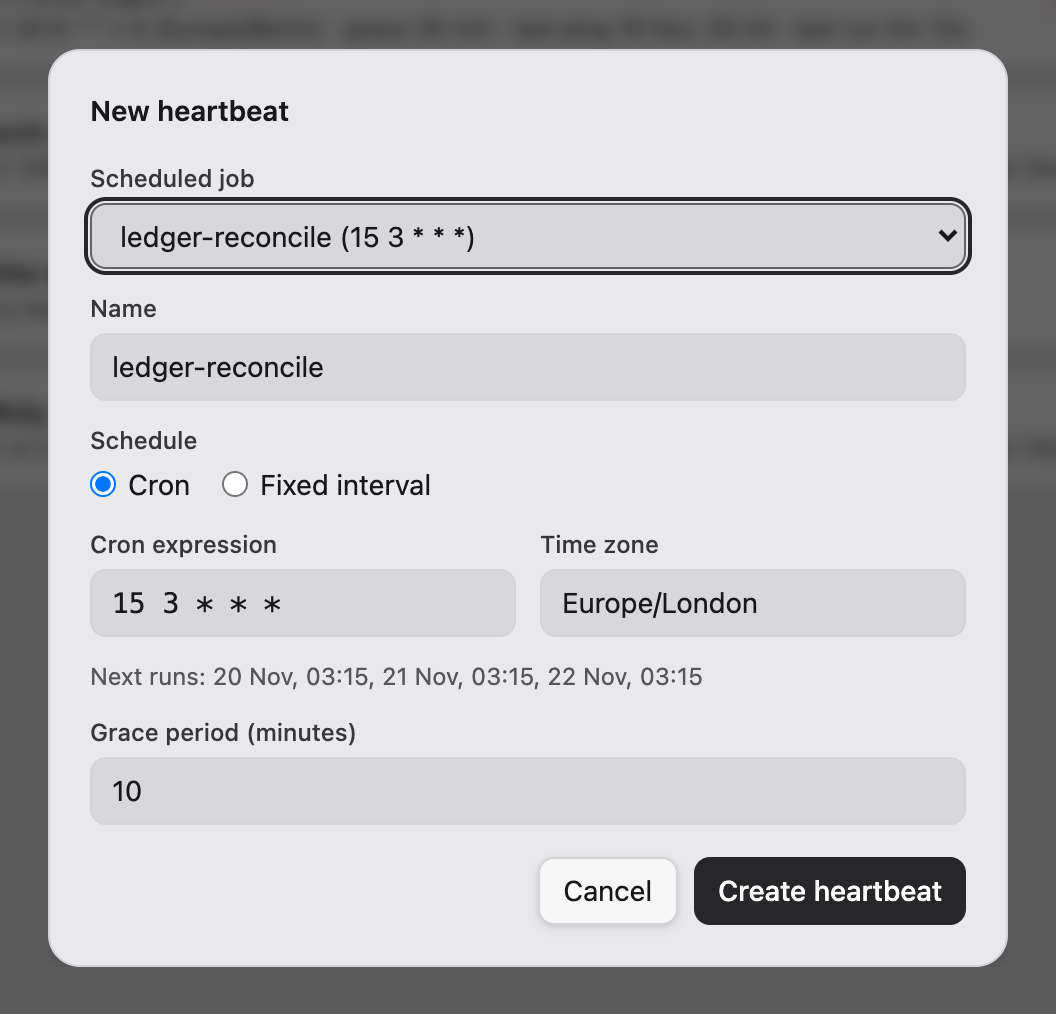 New heartbeat
Scheduled job
ledger-reconcile (15 3 * * *)
Name
ledger-reconcile
Schedule
Cron Fixed interval
Cron expression Time zone
15 3 * * * Europe/London
Next runs: 20 Nov, 03:15, 21 Nov, 03:15, 22 Nov, 03:15
Grace period (minutes)
10
Cancel Create heartbeat